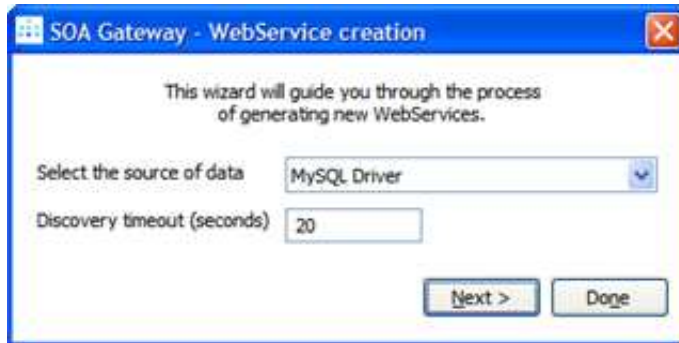 SOA Gateway - WebService creation
This wizard will guide you through the process
of generating new WebServices.
Select the source of data MySQL Driver
Discovery timeout (seconds) 20
Next > Done